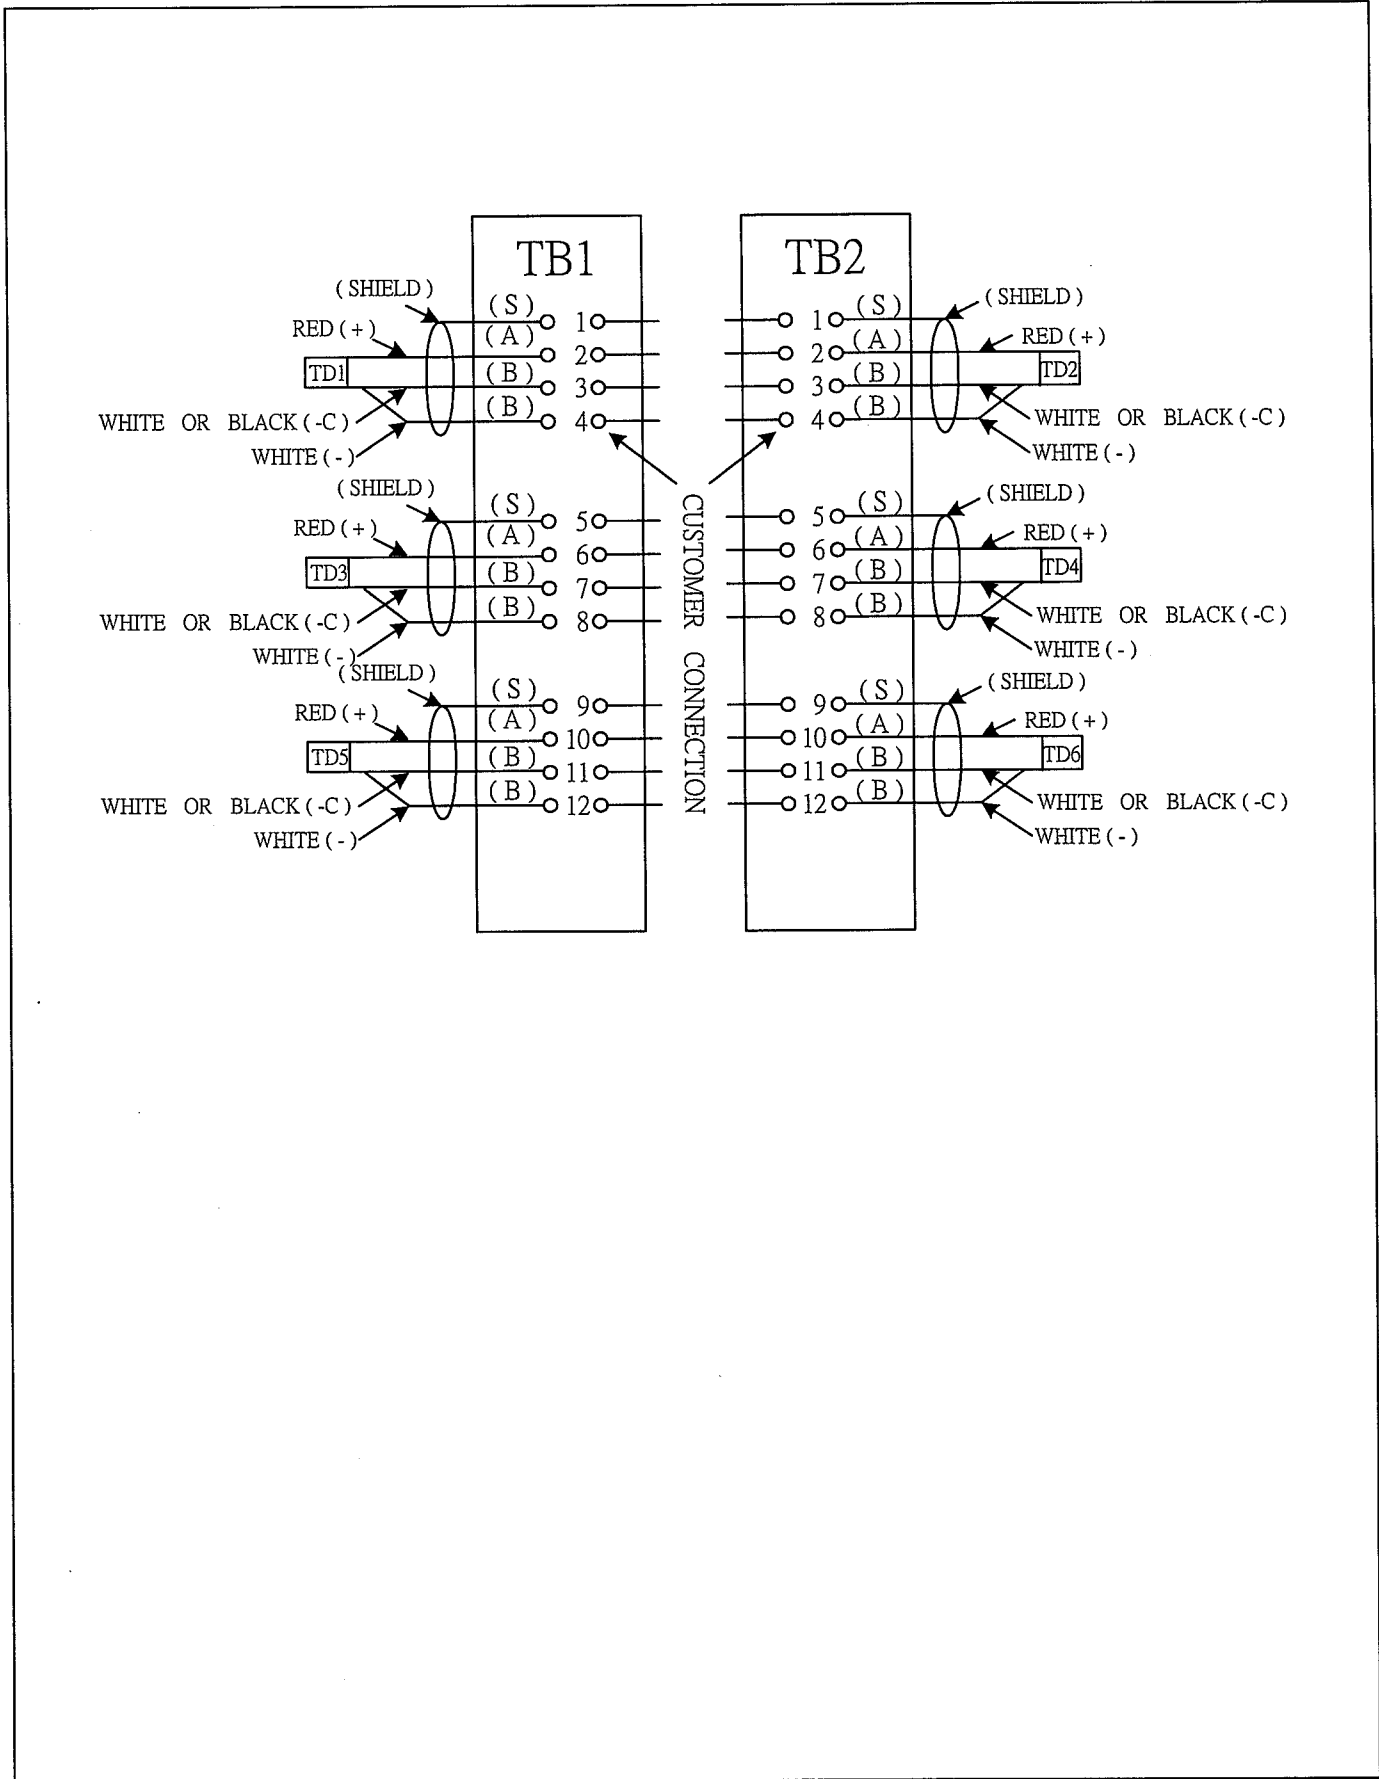 TB1
(SHIELD)
RED(+)
TD1
WHITE OR BLACK(-C)
WHITE(-)
(S)
(A)
(B)
(B)
1
2
3
4
(SHIELD)
RED(+)
TD3
WHITE OR BLACK(-C)
WHITE(-)
(S)
(A)
(B)
(B)
5
6
7
8
(SHIELD)
RED(+)
TD5
WHITE OR BLACK(-C)
WHITE(-)
(S)
(A)
(B)
(B)
9
10
11
12
CUSTOMER CONNECTION
TB2
1
2
3
4
(S)
(A)
(B)
(B)
(SHIELD)
RED(+)
TD2
WHITE OR BLACK(-C)
WHITE(-)
5
6
7
8
(S)
(A)
(B)
(B)
(SHIELD)
RED(+)
TD4
WHITE OR BLACK(-C)
WHITE(-)
9
10
11
12
(S)
(A)
(B)
(B)
(SHIELD)
RED(+)
TD6
WHITE OR BLACK(-C)
WHITE(-)